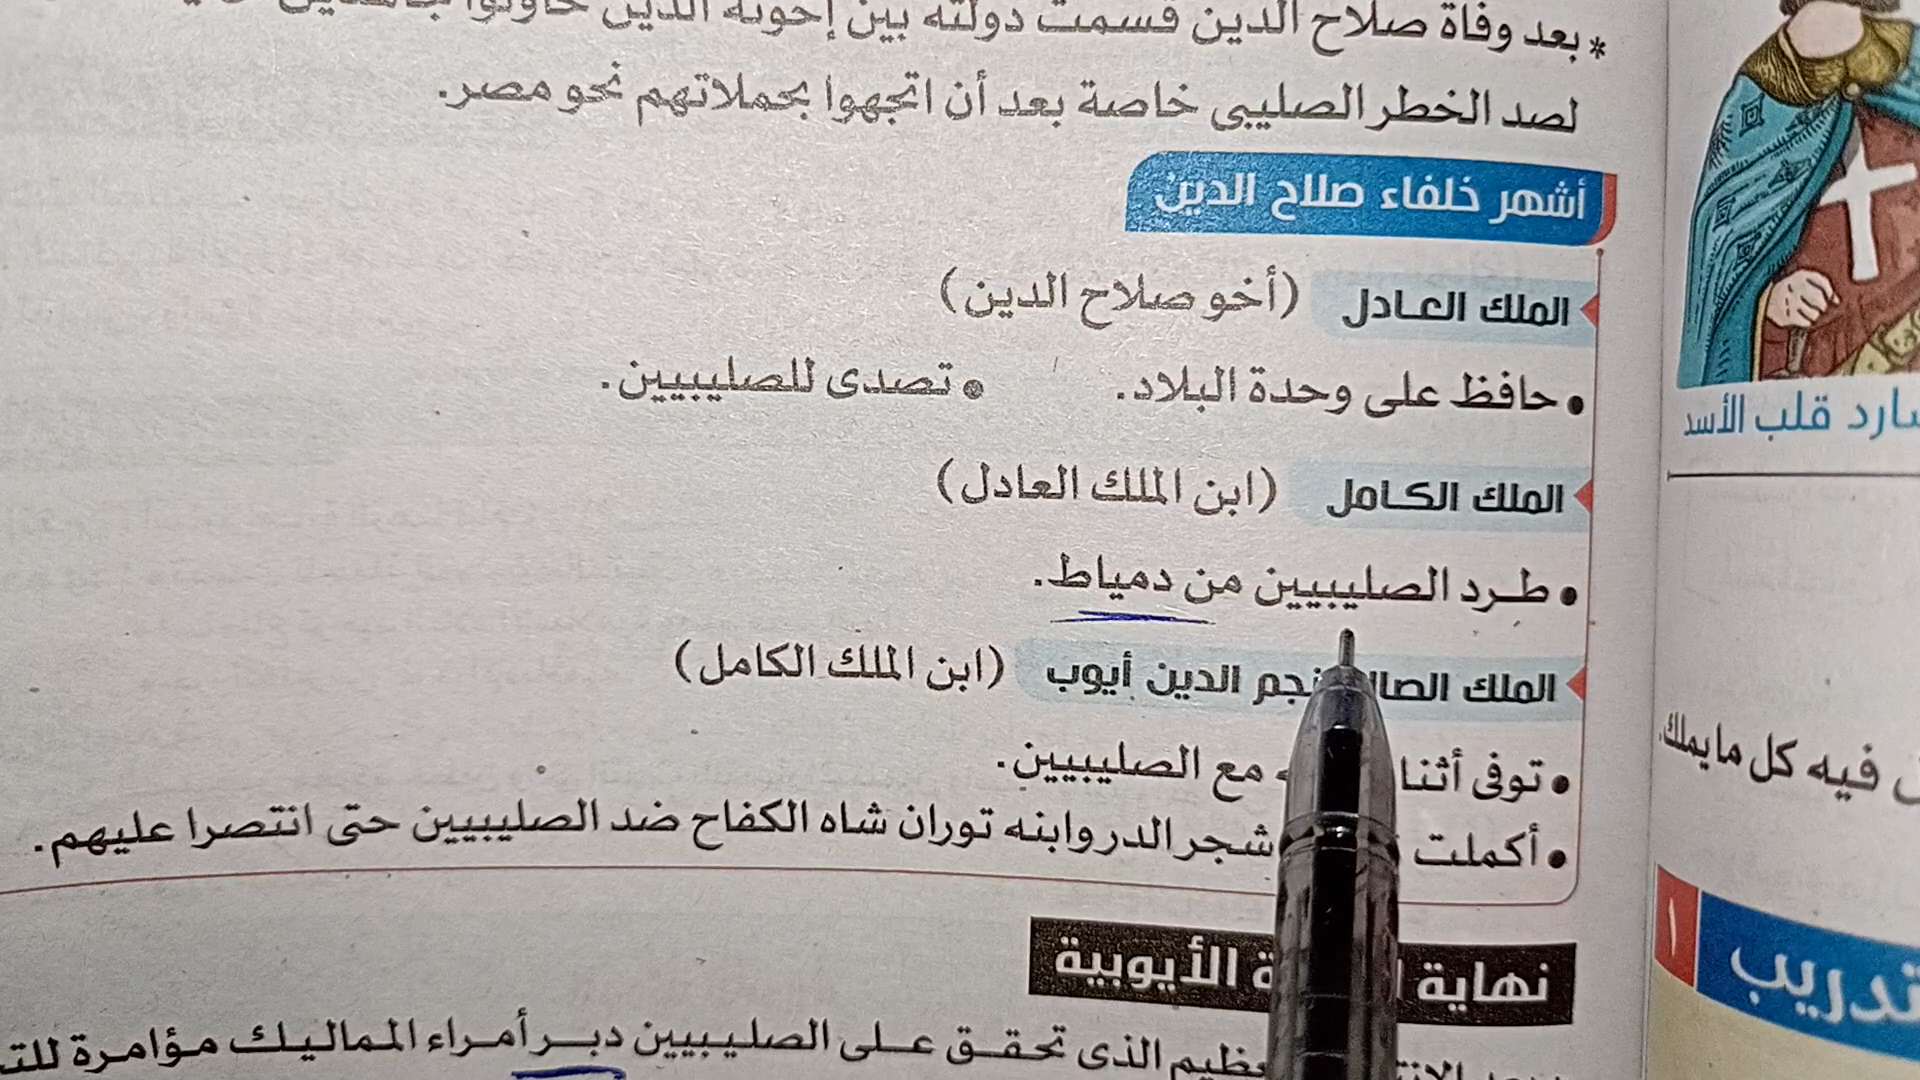 * بعد وفاة صلاح الدين قسمت دولته بين إخوته الذين حاولوا جاهدين
لصد الخطر الصليبى خاصة بعد أن اتجهوا بحملاتهم نحو مصر.
أشهر خلفاء صلاح الدين
الملك العادل (أخو صلاح الدين)
• حافظ على وحدة البلاد. • تصدى للصليبيين.
الملك الكامل (ابن الملك العادل)
• طرد الصليبيين من دمياط.
الملك نجم الدين أيوب (ابن الملك الكامل)
• توفى مع الصليبيين.
• أكملت شجر الدر وابنه توران شاه الكفاح ضد الصليبيين حتى انتصرا عليهم.
نهاية الأيوبية
الذى تحقق على الصليبيين دبر أمراء المماليك مؤامرة
قلب الأسد
فيه كل ما يملك.
١
تدريب